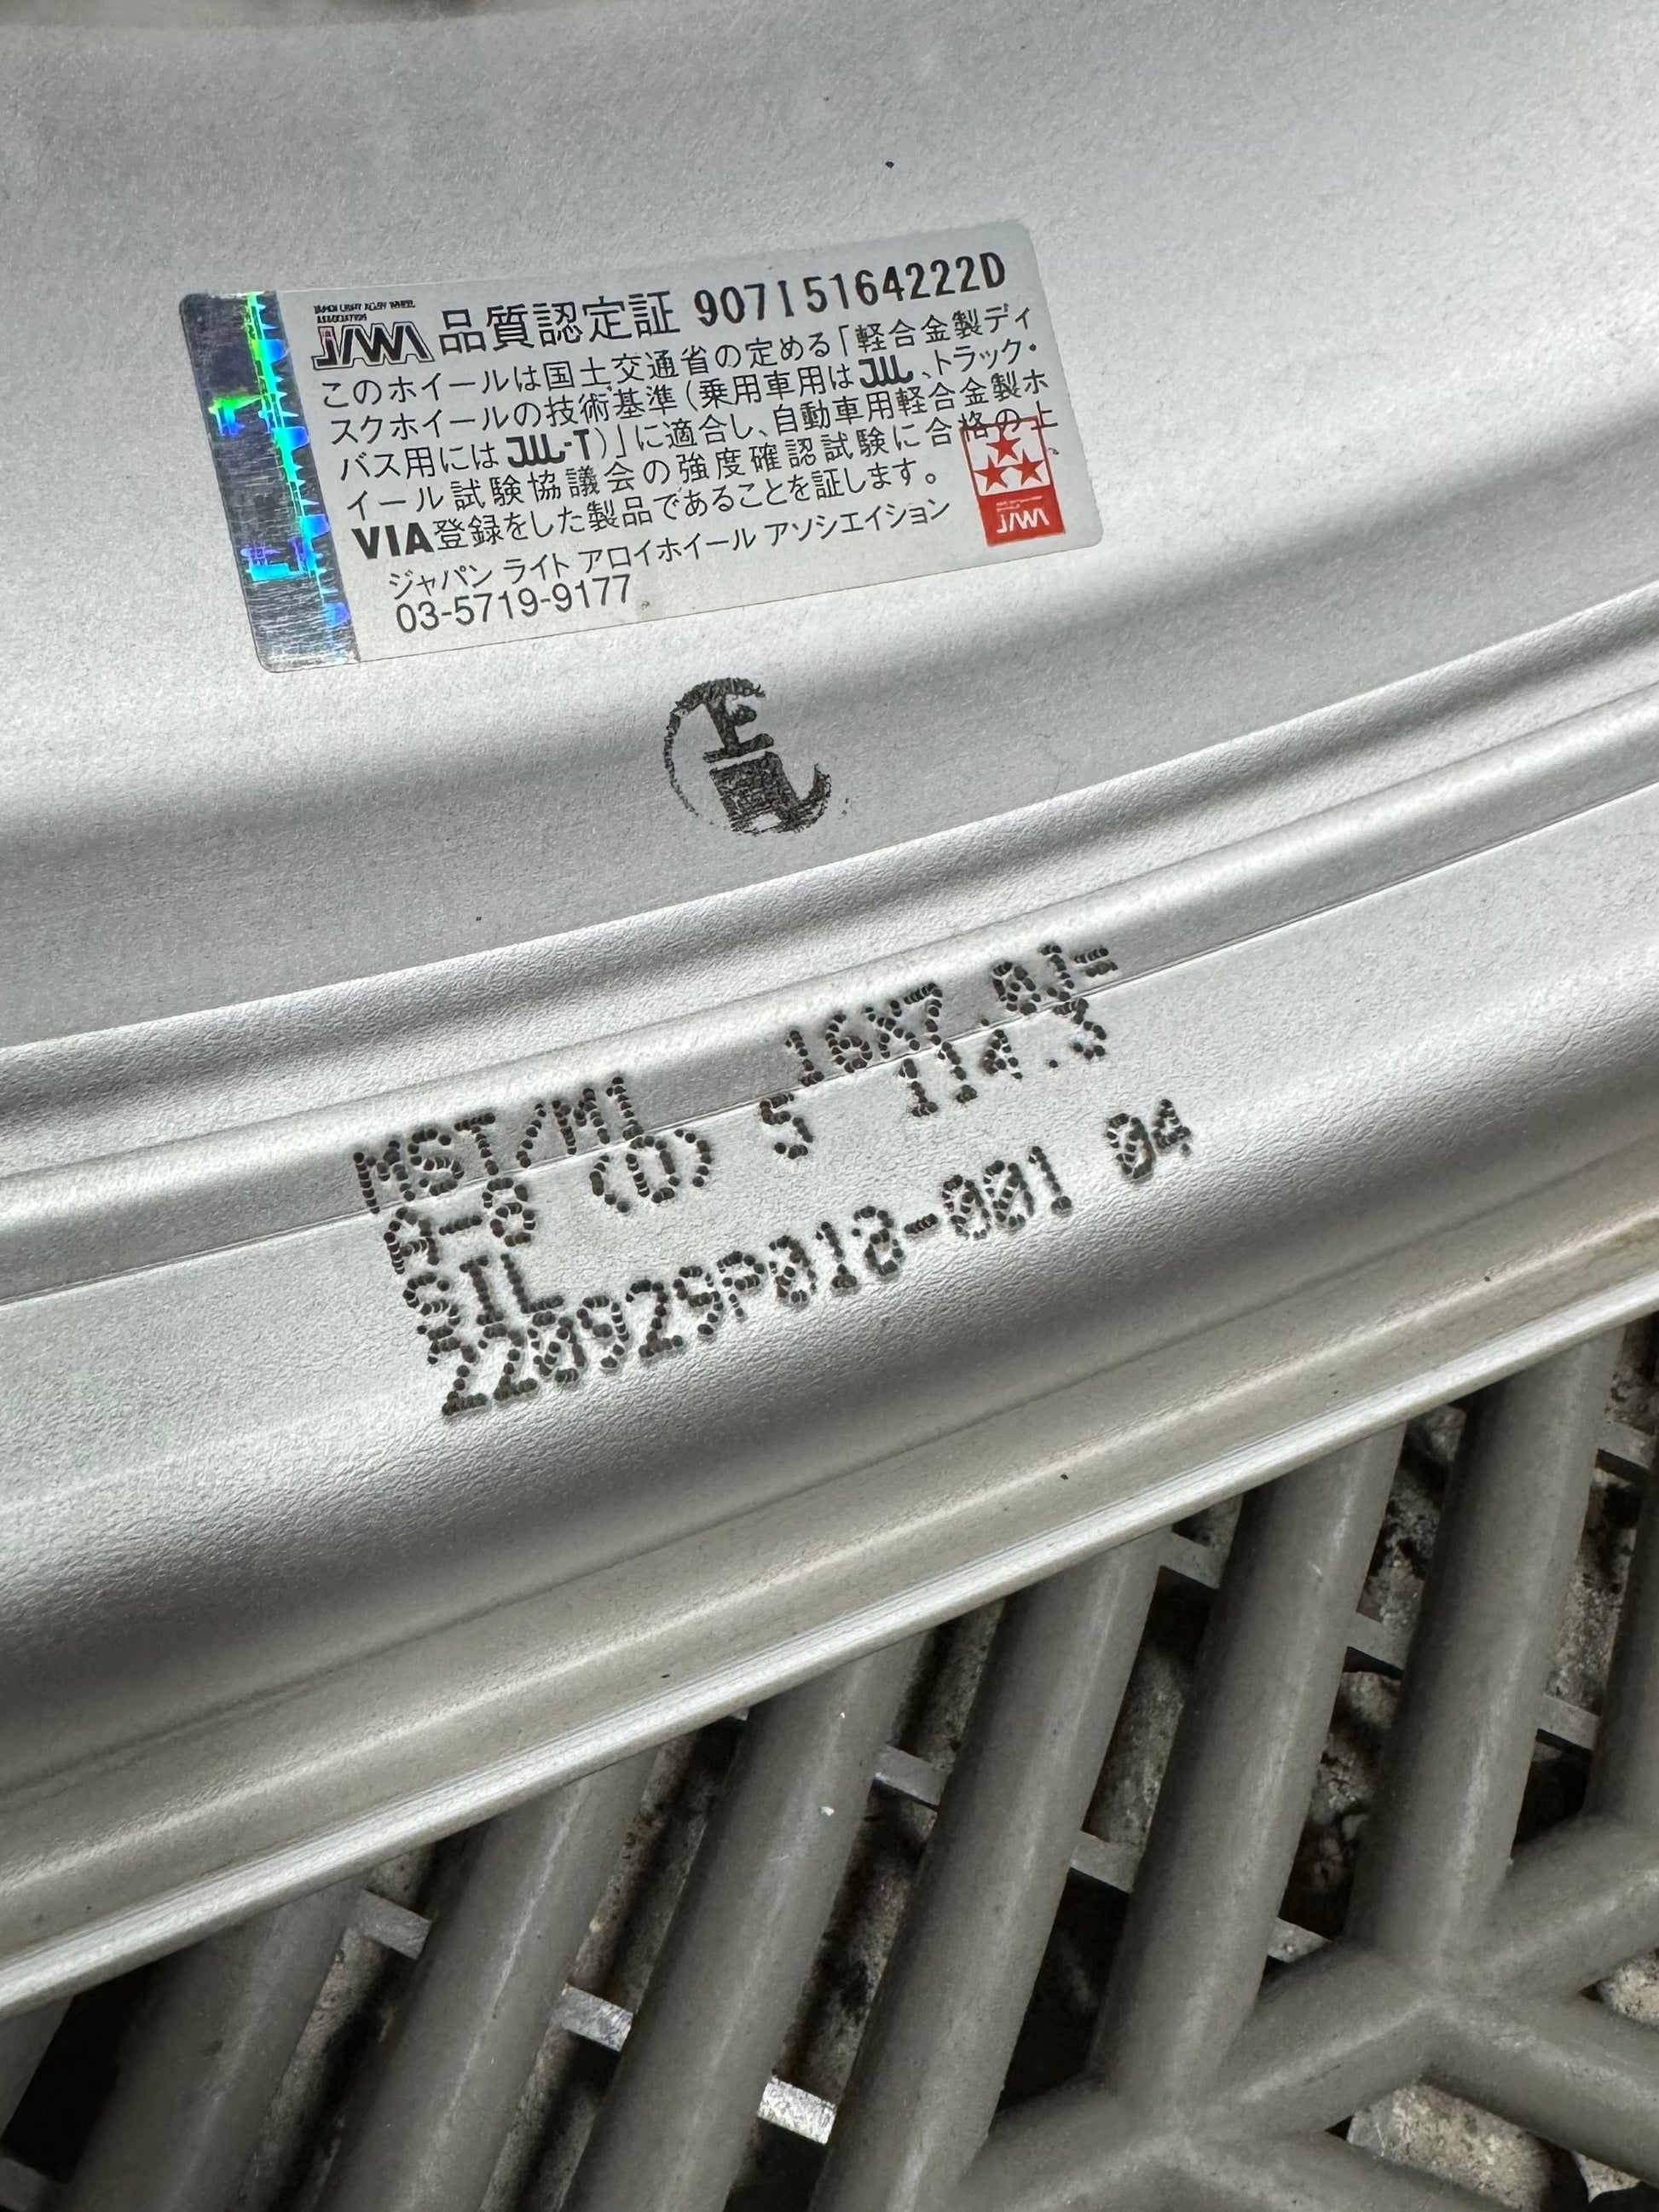 JAPAN LIGHT ALLOY WHEEL
ASSOCIATION
JAWA 品質認定証 907I5164222D
このホイールは国土交通省の定める「軽合金製ディ
スクホイールの技術基準(乗用車用はJWL、トラック・
バス用にはJWL-T)」に適合し、自動車用軽合金製ホ
イール試験協議会の強度確認試験に合格の上、
VIA登録をした製品であることを証します。
ジャパン ライト アロイホイール アソシエイション
03-5719-9177
JAWA
MST/M1 16X7.0J=
A-8 (D) 5 114.3
SIL
220929P018-001 04